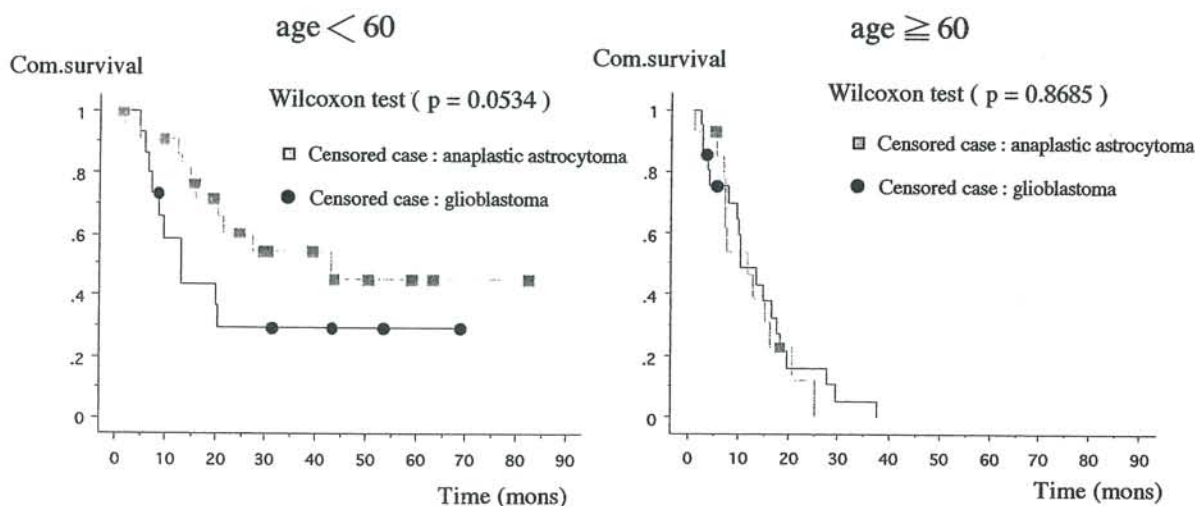 age < 60
Com.survival
Wilcoxon test ( p = 0.0534 )
Censored case : anaplastic astrocytoma
Censored case : glioblastoma
1
.8
.6
.4
.2
0
0 10 20 30 40 50 60 70 80 90
Time (mons)
age ≧ 60
Com.survival
Wilcoxon test ( p = 0.8685 )
Censored case : anaplastic astrocytoma
Censored case : glioblastoma
1
.8
.6
.4
.2
0
0 10 20 30 40 50 60 70 80 90
Time (mons)